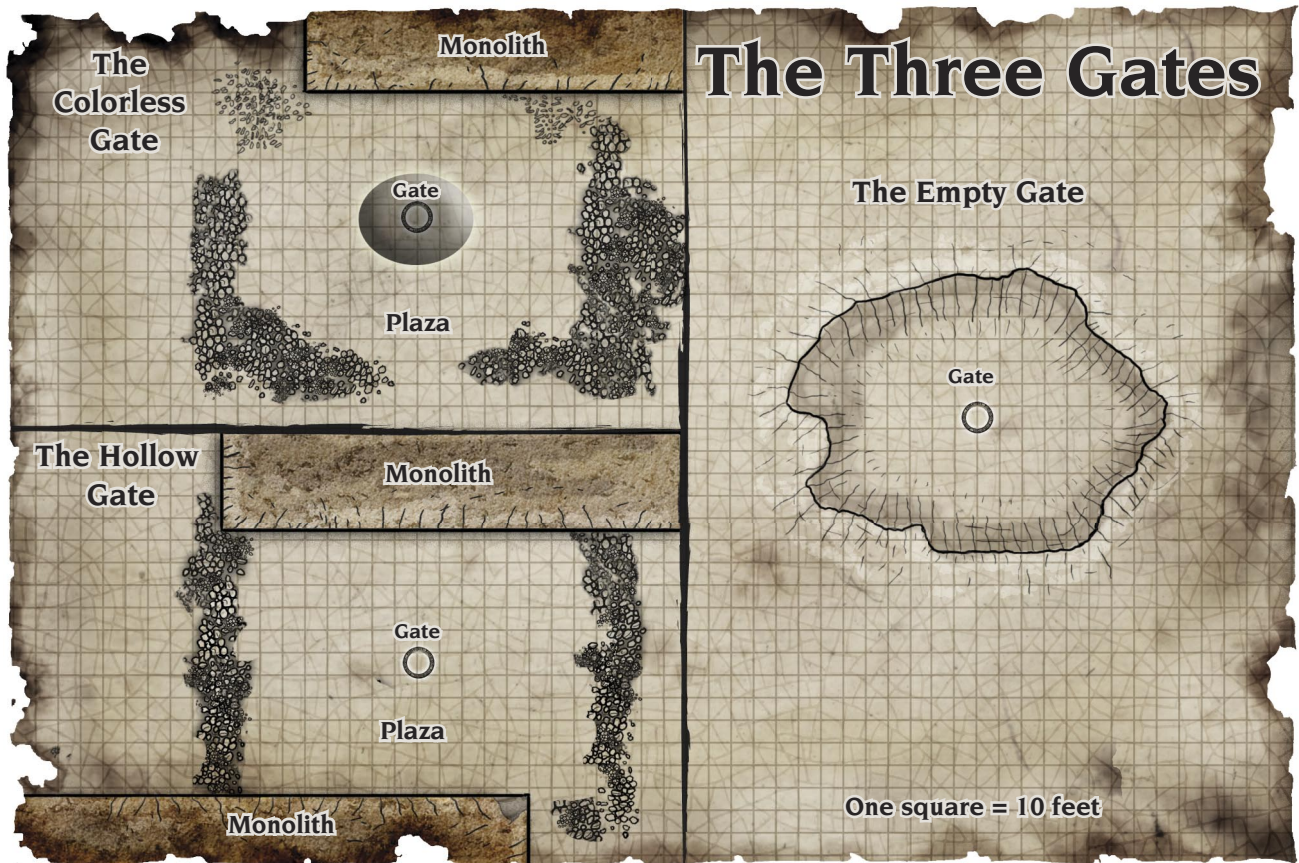 The Three Gates
The
Colorless
Gate
Monolith
Gate
Plaza
The Hollow
Gate
Monolith
Gate
Plaza
Monolith
The Empty Gate
Gate
One square = 10 feet